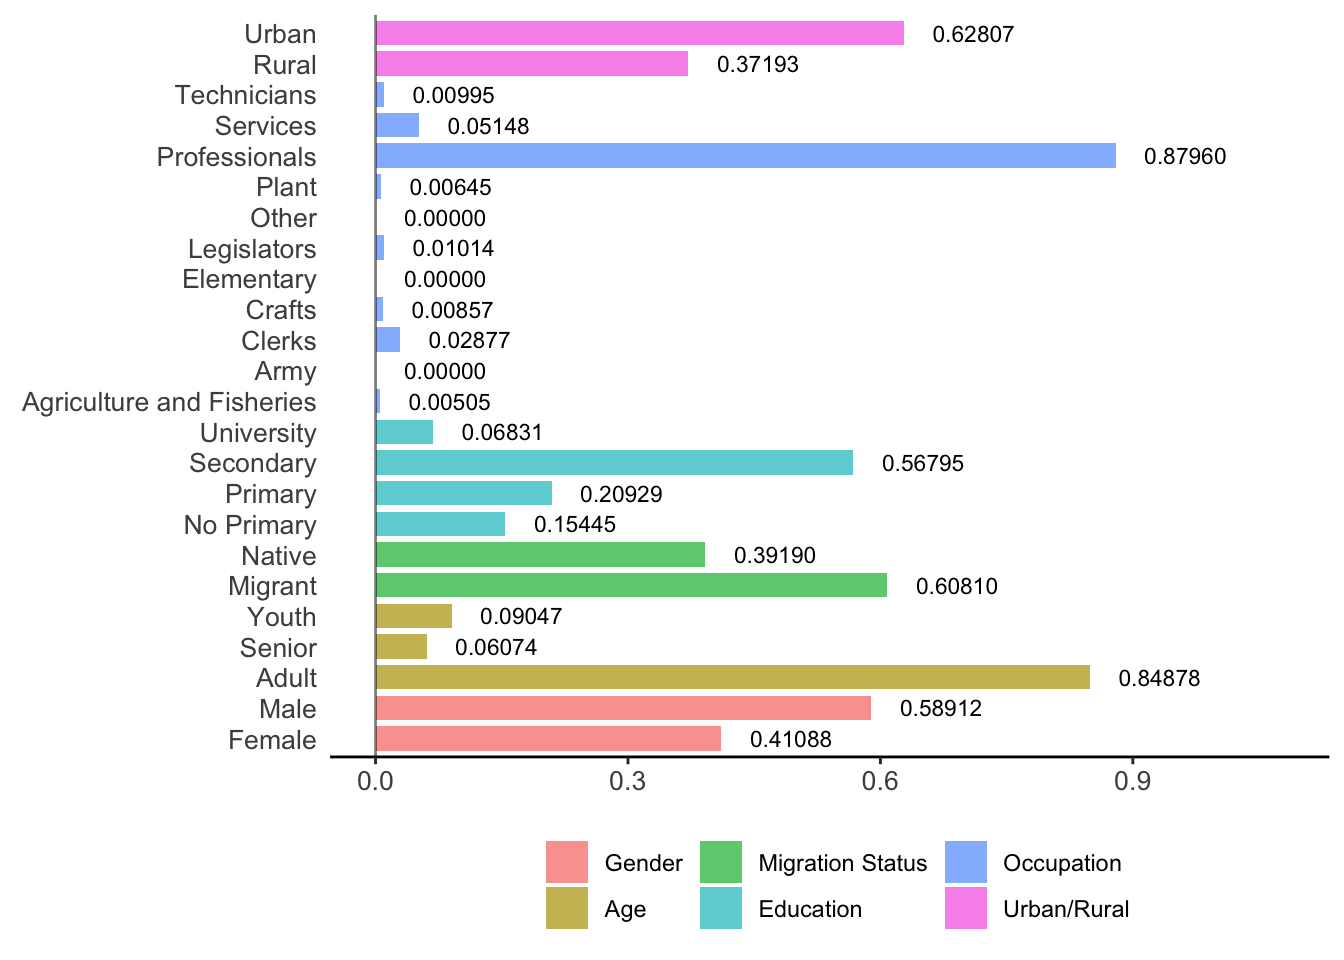 Urban 0.62807
Rural 0.37193
Technicians 0.00995
Services 0.05148
Professionals 0.87960
Plant 0.00645
Other 0.00000
Legislators 0.01014
Elementary 0.00000
Crafts 0.00857
Clerks 0.02877
Army 0.00000
Agriculture and Fisheries 0.00505
University 0.06831
Secondary 0.56795
Primary 0.20929
No Primary 0.15445
Native 0.39190
Migrant 0.60810
Youth 0.09047
Senior 0.06074
Adult 0.84878
Male 0.58912
Female 0.41088
0.0 0.3 0.6 0.9
Gender Migration Status Occupation
Age Education Urban/Rural